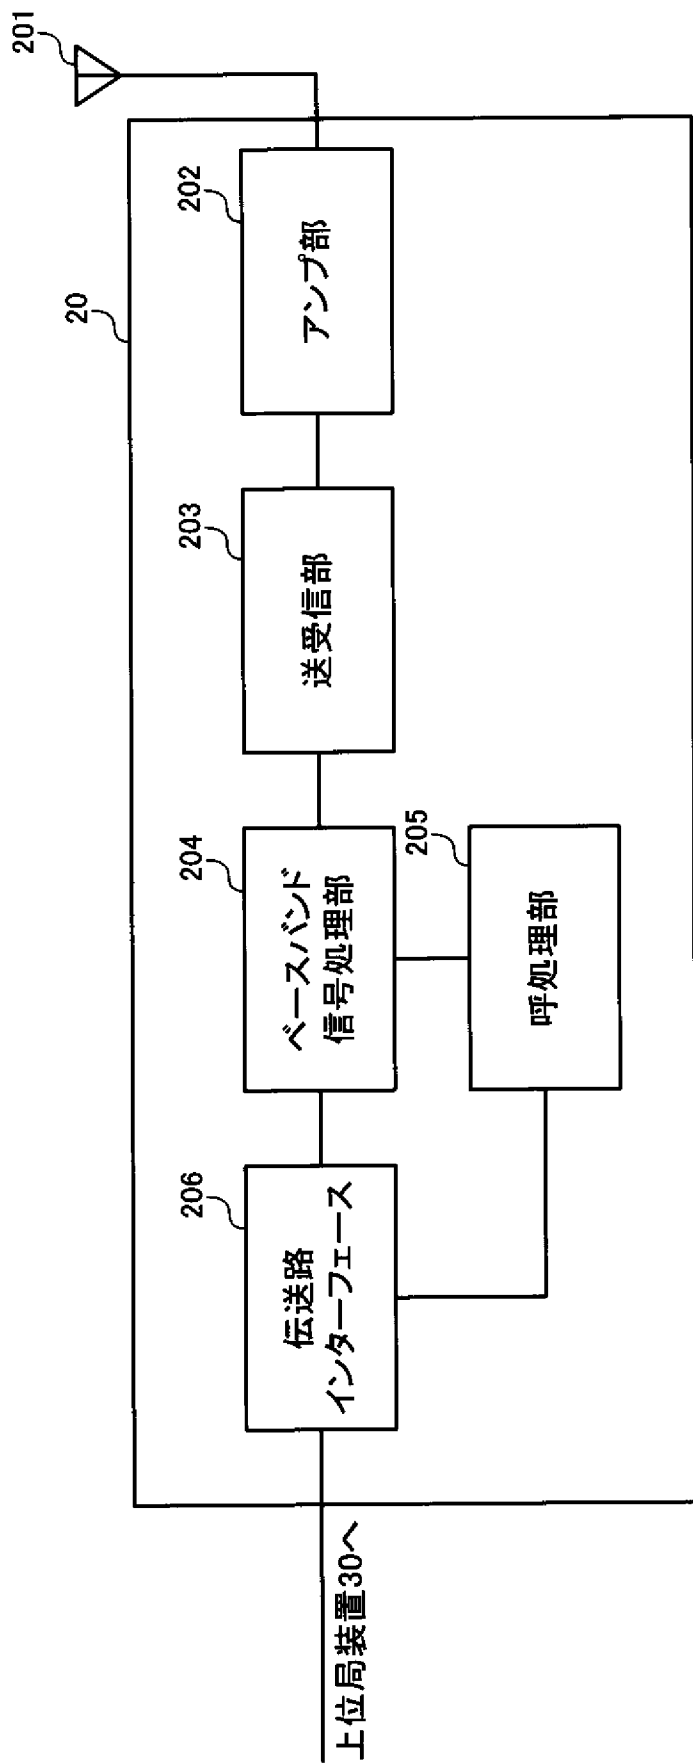 201
20
202
アンプ部
203
送受信部
204
ベースバンド
信号処理部
205
呼処理部
206
伝送路
インターフェース
上位局装置30へ